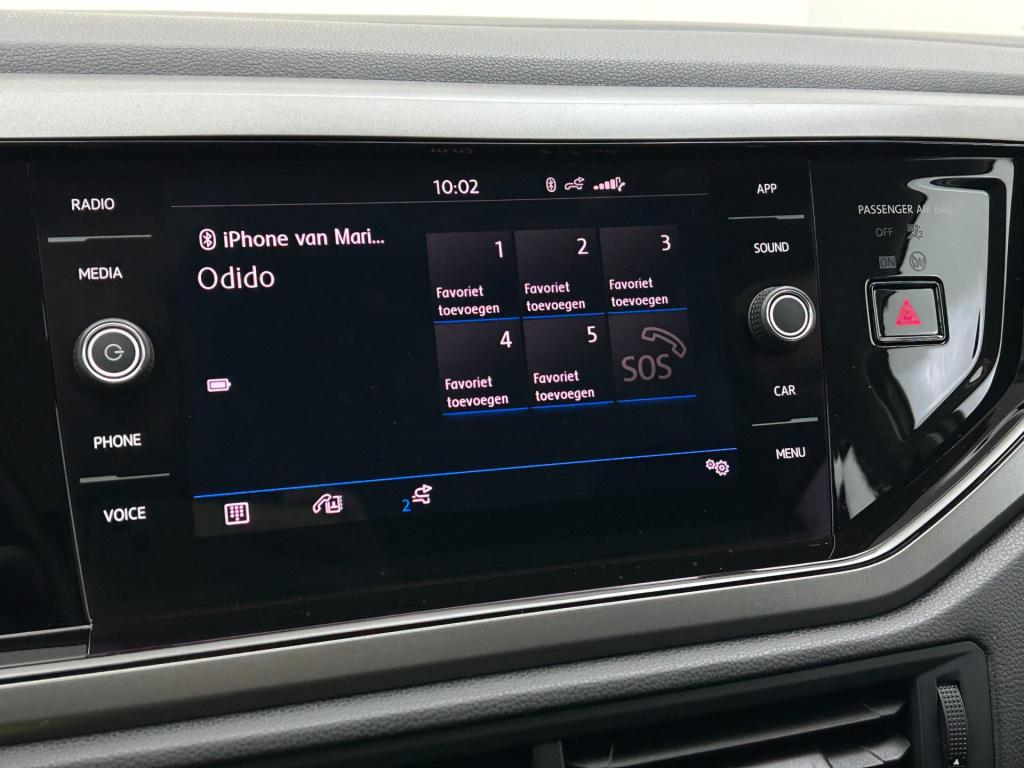 RADIO
MEDIA
PHONE
VOICE
10:02
iPhone van Mari...
Odido
1
Favoriet
toevoegen
2
Favoriet
toevoegen
3
Favoriet
toevoegen
4
Favoriet
toevoegen
5
Favoriet
toevoegen
SOS
2
APP
SOUND
CAR
MENU
PASSENGER AIR BAG
OFF
ON